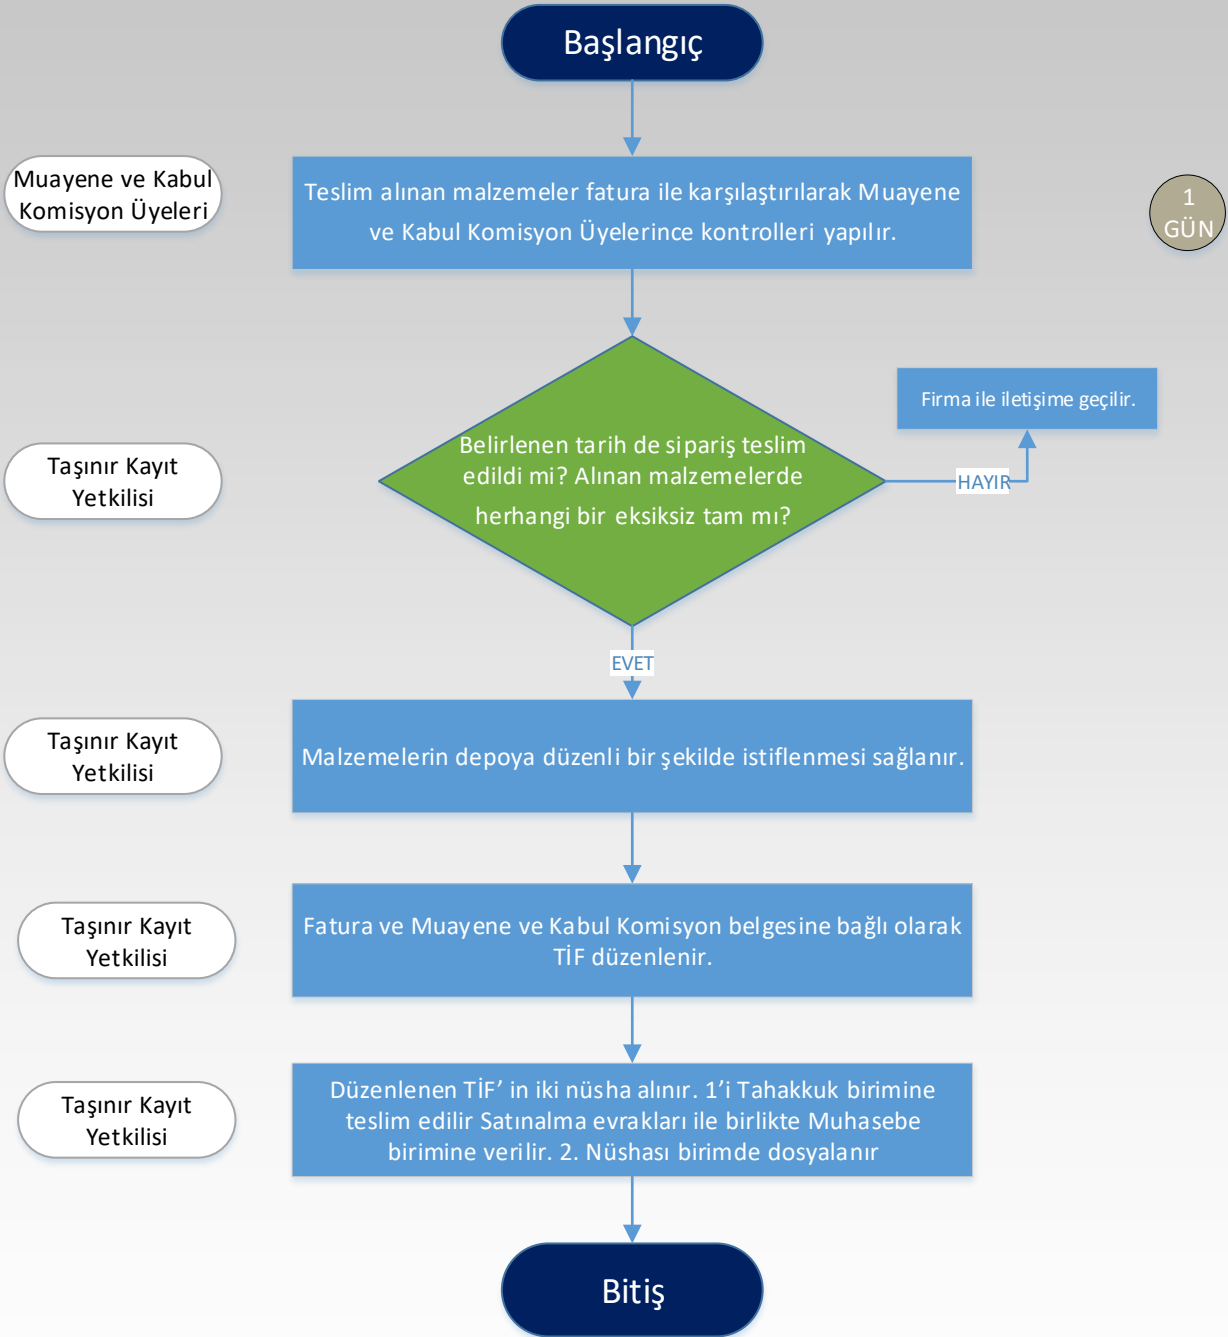 Başlangıç
Muayene ve Kabul
Komisyon Üyeleri
Teslim alınan malzemeler fatura ile karşılaştırılarak Muayene
ve Kabul Komisyon Üyelerince kontrolleri yapılır.
1
GÜN
Firma ile iletişime geçilir.
Taşınır Kayıt
Yetkilisi
Belirlenen tarih de sipariş teslim
edildi mi? Alınan malzemelerde
herhangi bir eksiksiz tam mı?
HAYIR
EVET
Taşınır Kayıt
Yetkilisi
Malzemelerin depoya düzenli bir şekilde istiflenmesi sağlanır.
Taşınır Kayıt
Yetkilisi
Fatura ve Muayene ve Kabul Komisyon belgesine bağlı olarak
TİF düzenlenir.
Taşınır Kayıt
Yetkilisi
Düzenlenen TİF’ in iki nüsha alınır. 1’i Tahakkuk birimine
teslim edilir Satınalma evrakları ile birlikte Muhasebe
birimine verilir. 2. Nüshası birimde dosyalanır
Bitiş